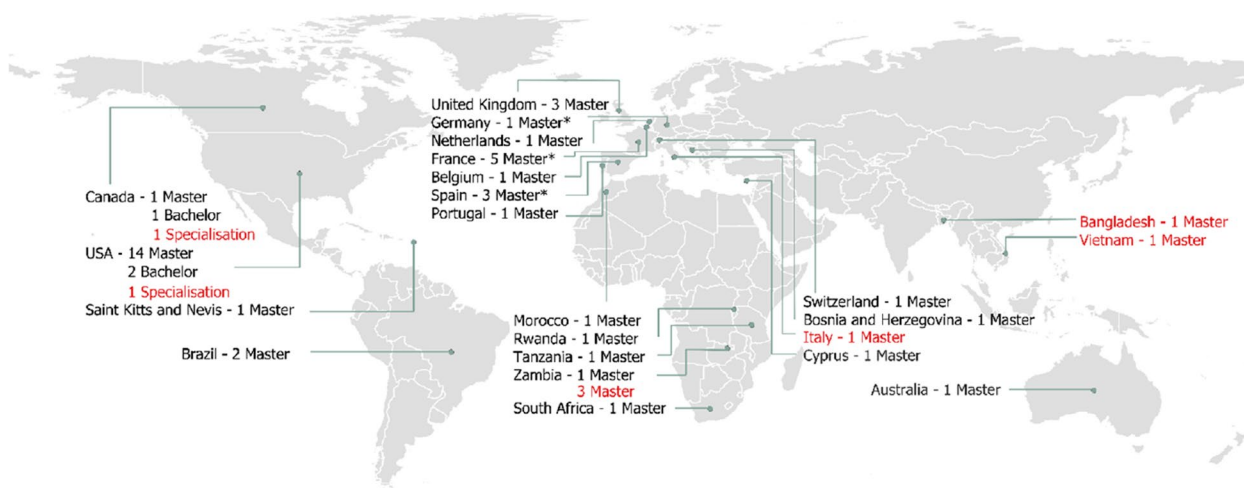 United Kingdom - 3 Master
Germany - 1 Master*
Netherlands - 1 Master
France - 5 Master*
Belgium - 1 Master
Spain - 3 Master*
Portugal - 1 Master
Canada - 1 Master
1 Bachelor
1 Specialisation
USA - 14 Master
2 Bachelor
1 Specialisation
Saint Kitts and Nevis - 1 Master
Brazil - 2 Master
Morocco - 1 Master
Rwanda - 1 Master
Tanzania - 1 Master
Zambia - 1 Master
3 Master
South Africa - 1 Master
Bangladesh - 1 Master
Vietnam - 1 Master
Switzerland - 1 Master
Bosnia and Herzegovina - 1 Master
Italy - 1 Master
Cyprus - 1 Master
Australia - 1 Master